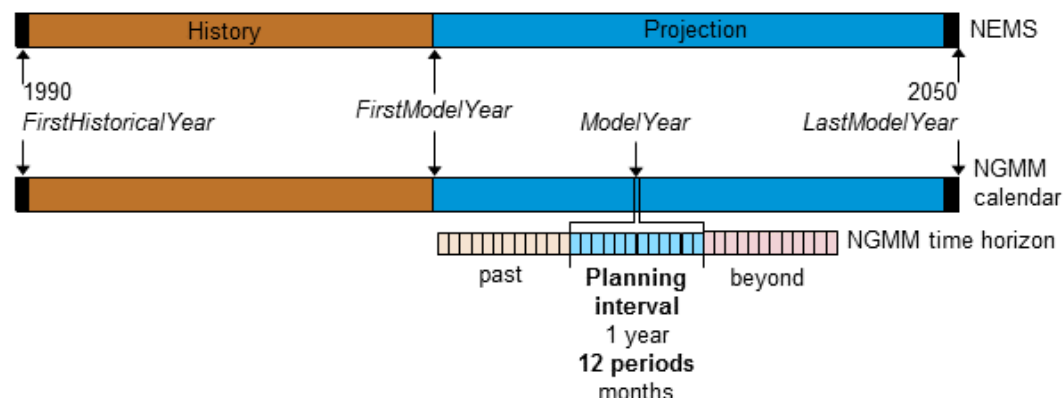 History
Projection
NEMS
1990
FirstHistoricalYear
FirstModelYear
ModelYear
2050
LastModelYear
NGMM
calendar
NGMM time horizon
past
Planning
interval
1 year
12 periods
months
beyond